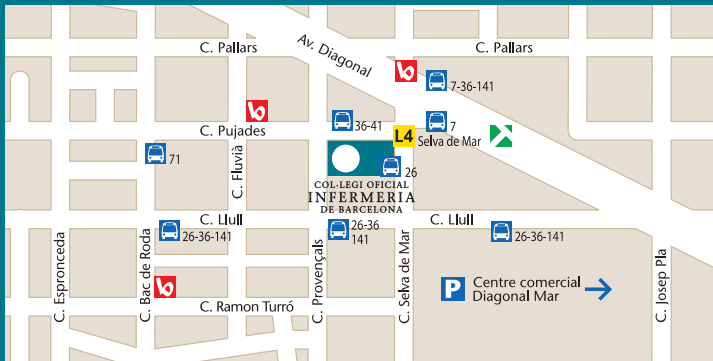 C. Pallars
Av. Diagonal
C. Pallars
7-36-141
36-41
7
C. Pujades
L4
Selva de Mar
71
C. Fluvià
26
COL·LEGI OFICIAL
INFERMERIA
DE BARCELONA
C. Llull
C. Llull
26-36-141
26-36
141
26-36-141
C. Espronceda
C. Bac de Roda
C. Provençals
C. Selva de Mar
C. Josep Pla
P
Centre comercial
Diagonal Mar
C. Ramon Turró